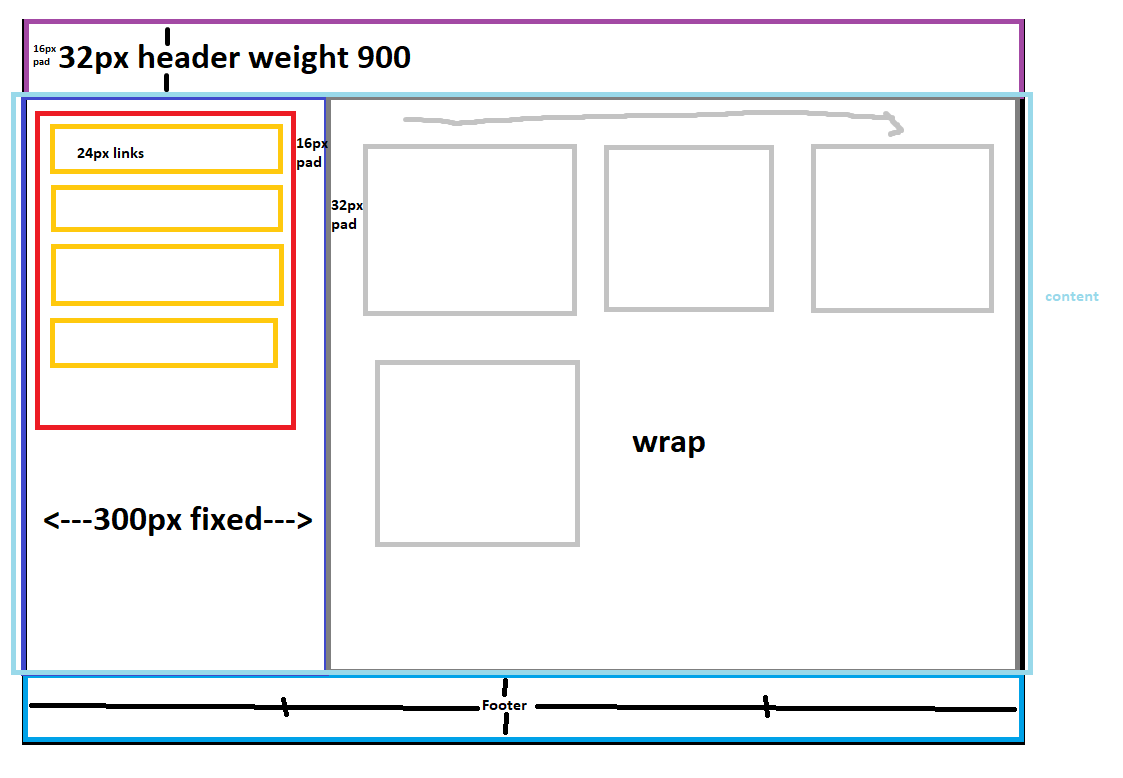 16px
pad
32px header weight 900
24px links
16px
pad
32px
pad
content
wrap
<---300px fixed--->
Footer